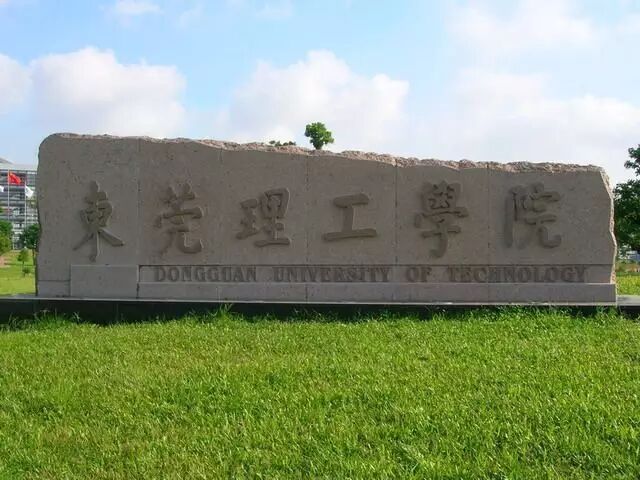 東莞理工學院
DONGGUAN UNIVERSITY OF TECHNOLOGY